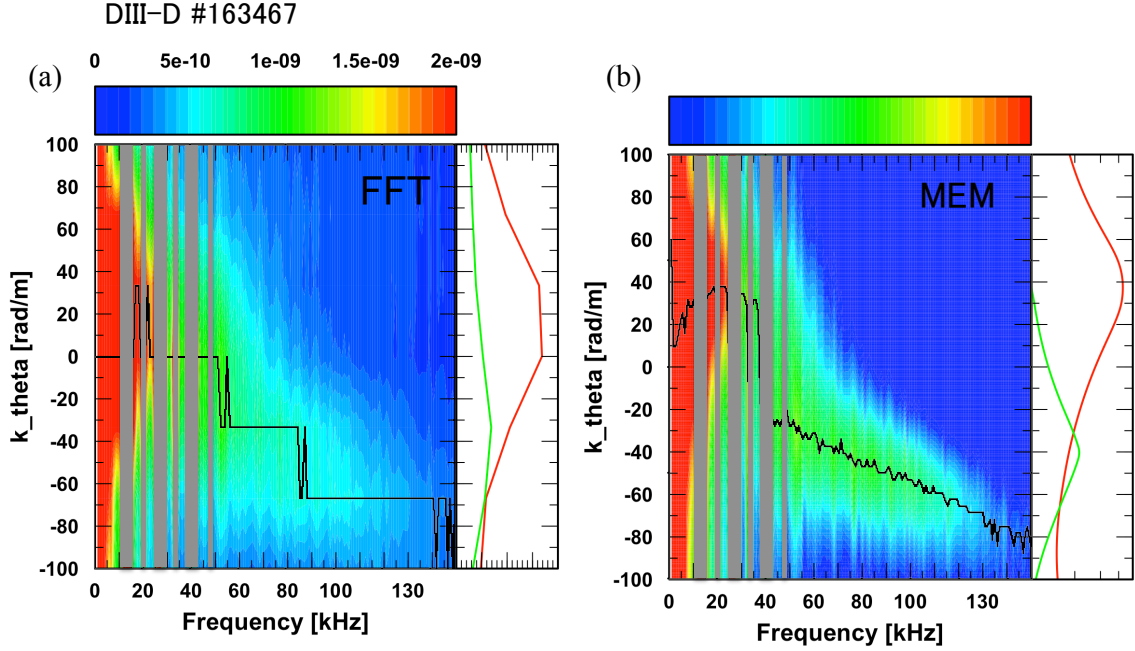 DIII-D #163467
(a)
0 5e-10 1e-09 1.5e-09 2e-09
FFT
100
80
60
40
20
0
-20
-40
-60
-80
-100
k_theta [rad/m]
0 20 40 60 80 100 130
Frequency [kHz]
(b)
MEM
100
80
60
40
20
0
-20
-40
-60
-80
-100
k_theta [rad/m]
0 20 40 60 80 100 130
Frequency [kHz]